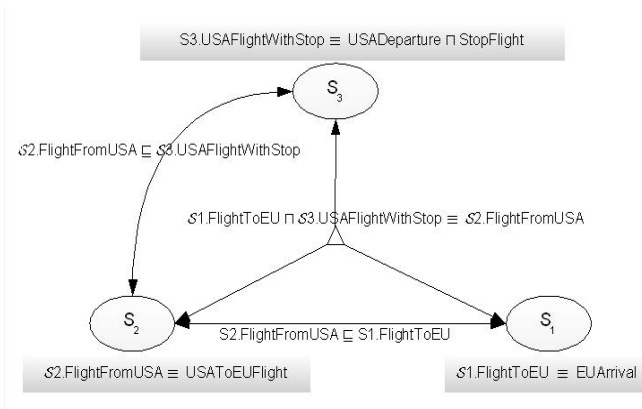 S3.USAFlightWithStop ≡ USADeparture ⊓ StopFlight
S₃
𝒮2.FlightFromUSA ⊑ 𝒮3.USAFlightWithStop
𝒮1.FlightToEU ⊓ 𝒮3.USAFlightWithStop ≡ 𝒮2.FlightFromUSA
S₂
S2.FlightFromUSA ⊑ S1.FlightToEU
S₁
𝒮2.FlightFromUSA ≡ USAToEUFlight
𝒮1.FlightToEU ≡ EUArrival